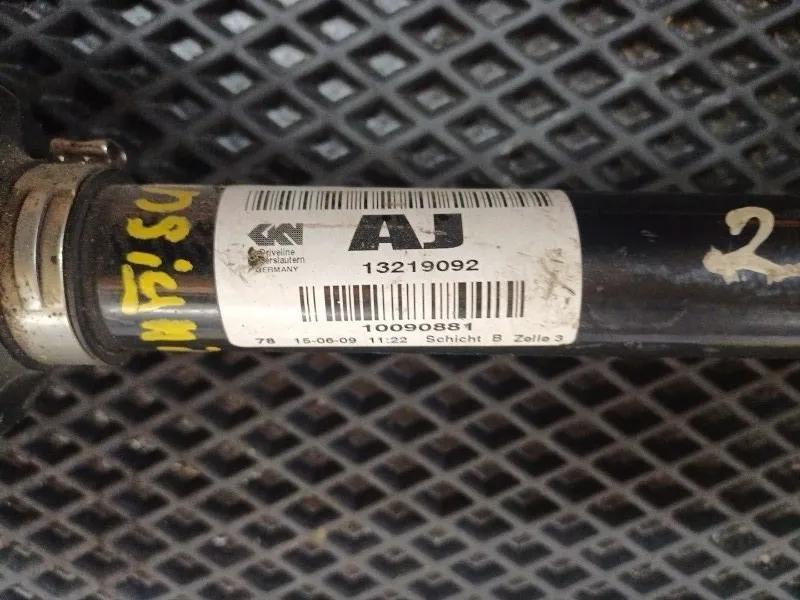 GKN
AJ
Driveline
Kaiserslautern
GERMANY
13219092
10090881
78 15-06-09 11:22 Schicht B Zelle 3
2